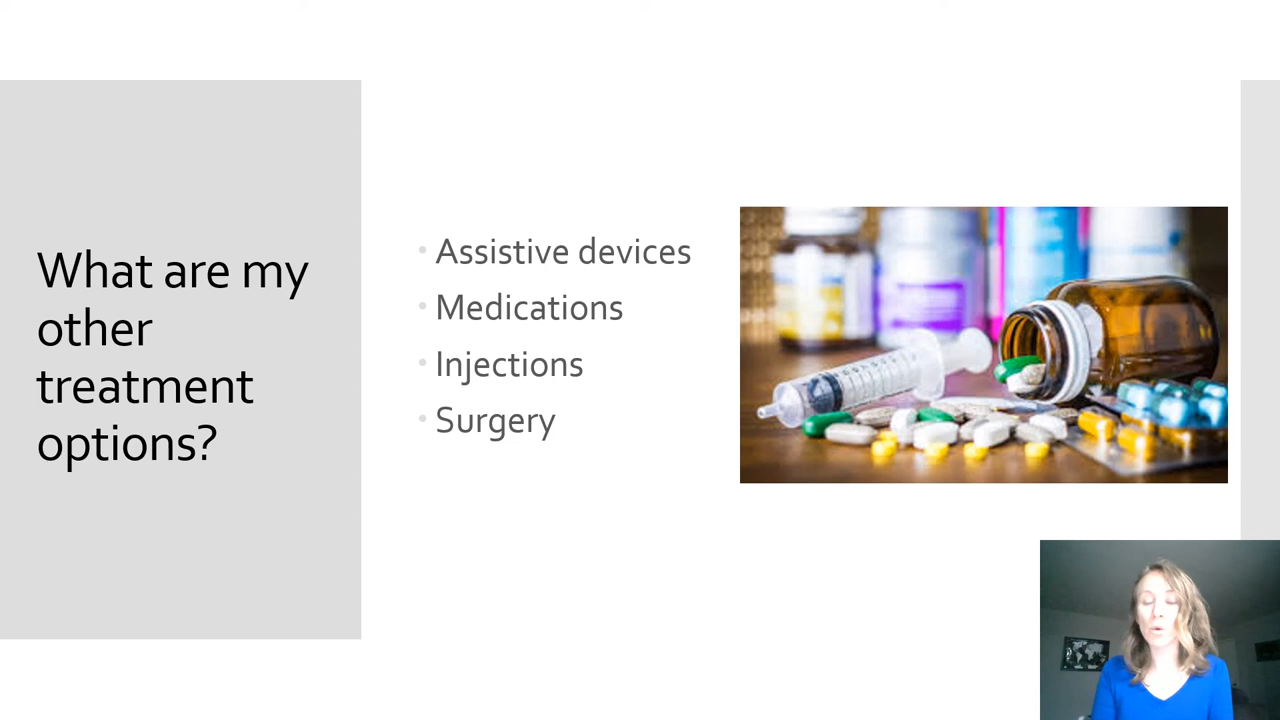 What are my
other
treatment
options?
Assistive devices
Medications
Injections
Surgery